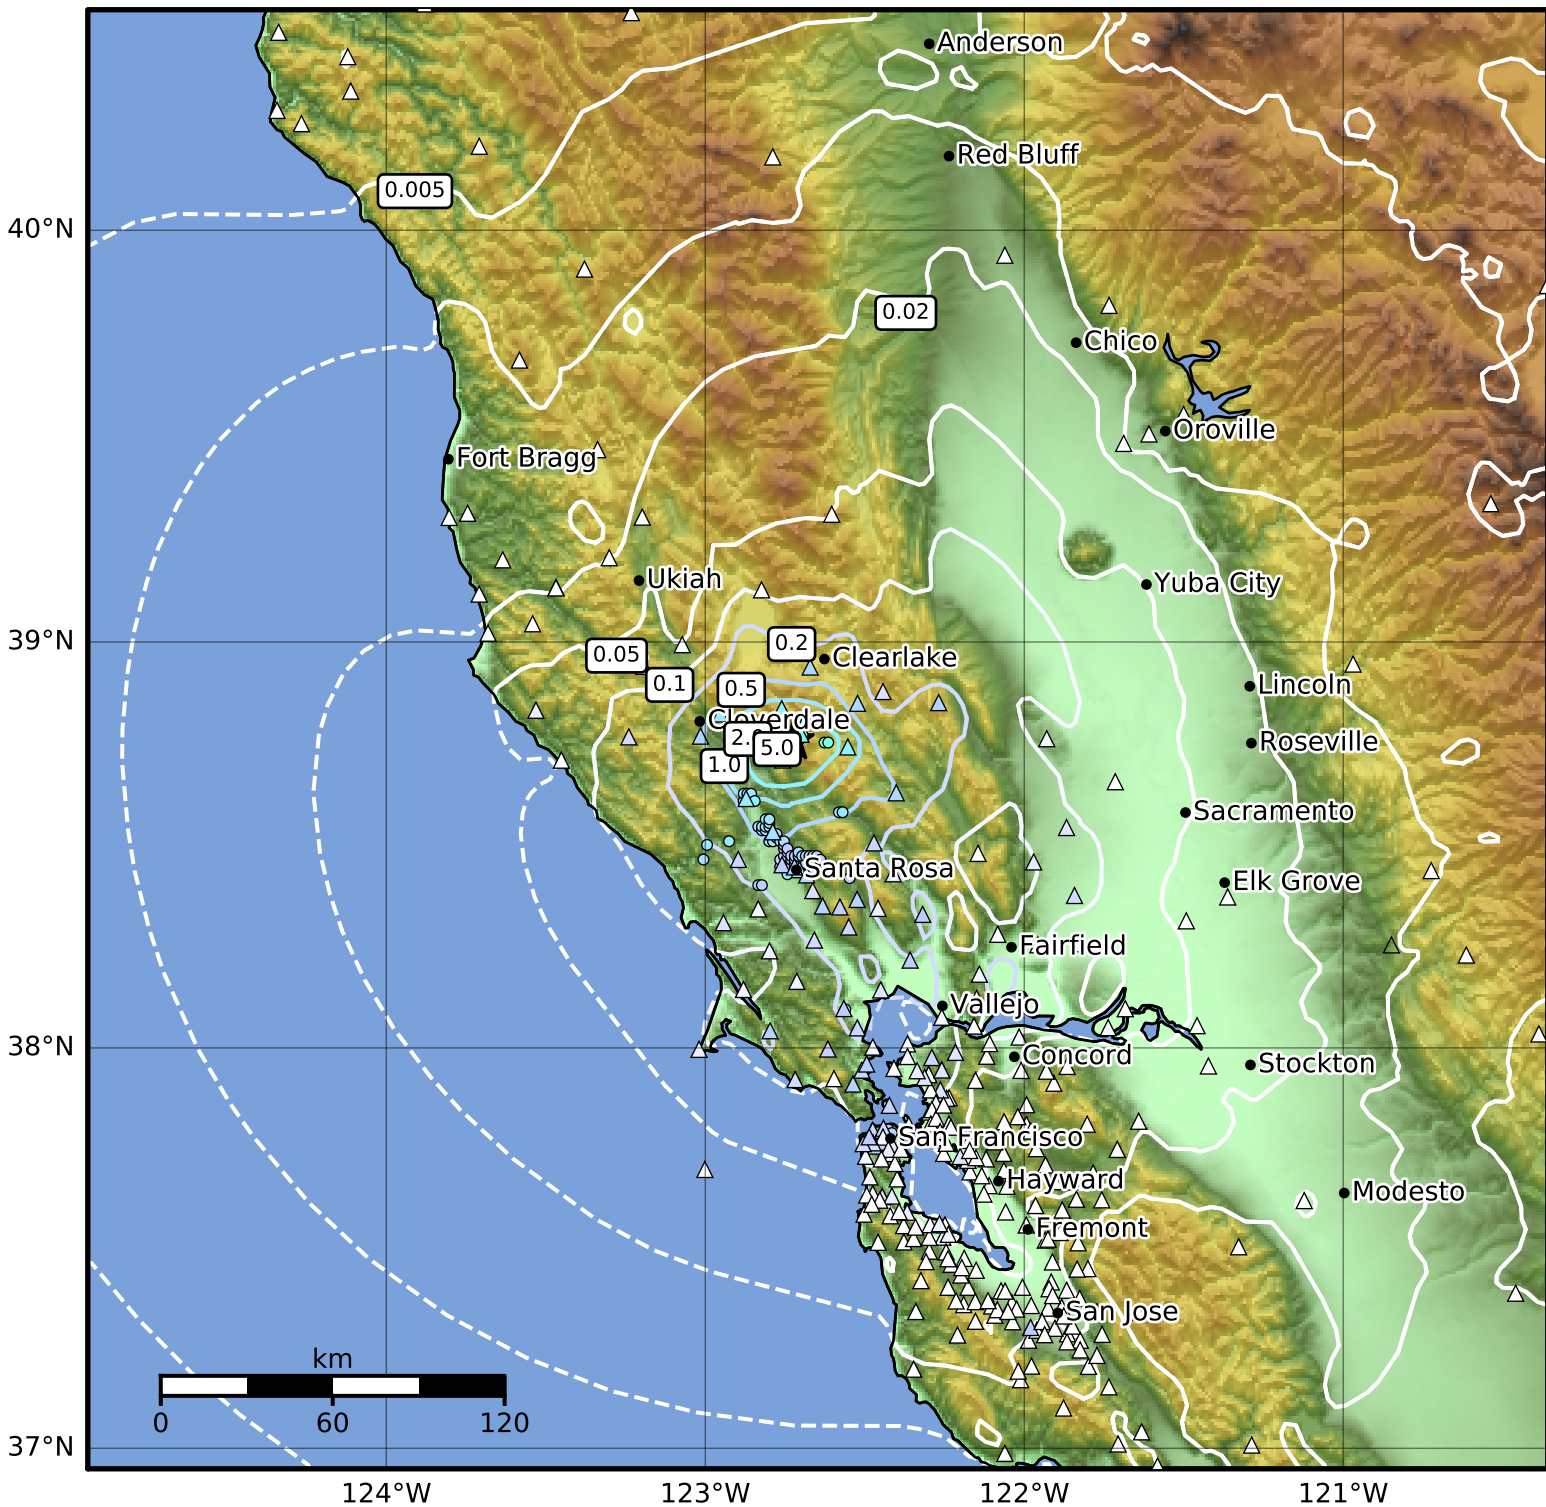 Anderson
Red Bluff
0.005
40°N
0.02
Chico
Oroville
Fort Bragg
Ukiah
Yuba City
39°N
0.2
0.05
Clearlake
0.1
0.5
Lincoln
Cloverdale
2.
5.0
Roseville
1.0
Sacramento
Santa Rosa
Elk Grove
Fairfield
Vallejo
38°N
Concord
Stockton
San Francisco
Hayward
Modesto
Fremont
San Jose
km
0 60 120
37°N
124°W 123°W 122°W 121°W